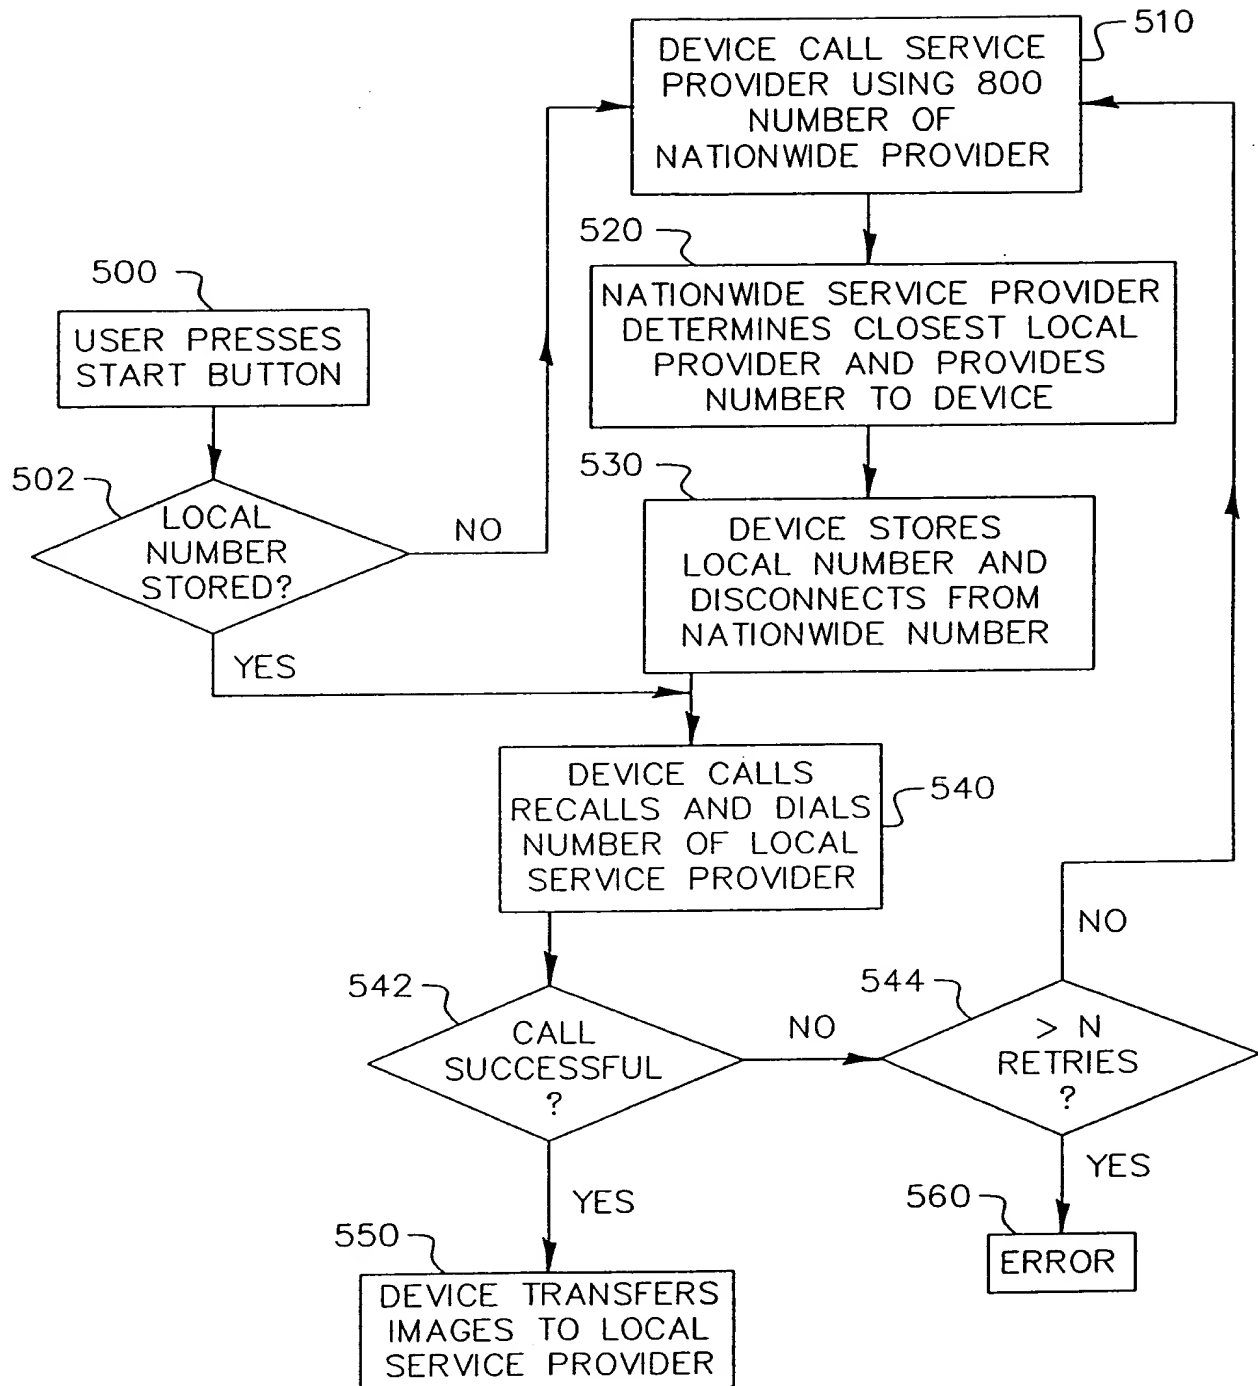 510
DEVICE CALL SERVICE
PROVIDER USING 800
NUMBER OF
NATIONWIDE PROVIDER
520
NATIONWIDE SERVICE PROVIDER
DETERMINES CLOSEST LOCAL
PROVIDER AND PROVIDES
NUMBER TO DEVICE
500
USER PRESSES
START BUTTON
502
LOCAL
NUMBER
STORED?
NO
YES
530
DEVICE STORES
LOCAL NUMBER AND
DISCONNECTS FROM
NATIONWIDE NUMBER
540
DEVICE CALLS
RECALLS AND DIALS
NUMBER OF LOCAL
SERVICE PROVIDER
542
CALL
SUCCESSFUL
?
NO
YES
544
> N
RETRIES
?
NO
YES
550
DEVICE TRANSFERS
IMAGES TO LOCAL
SERVICE PROVIDER
560
ERROR